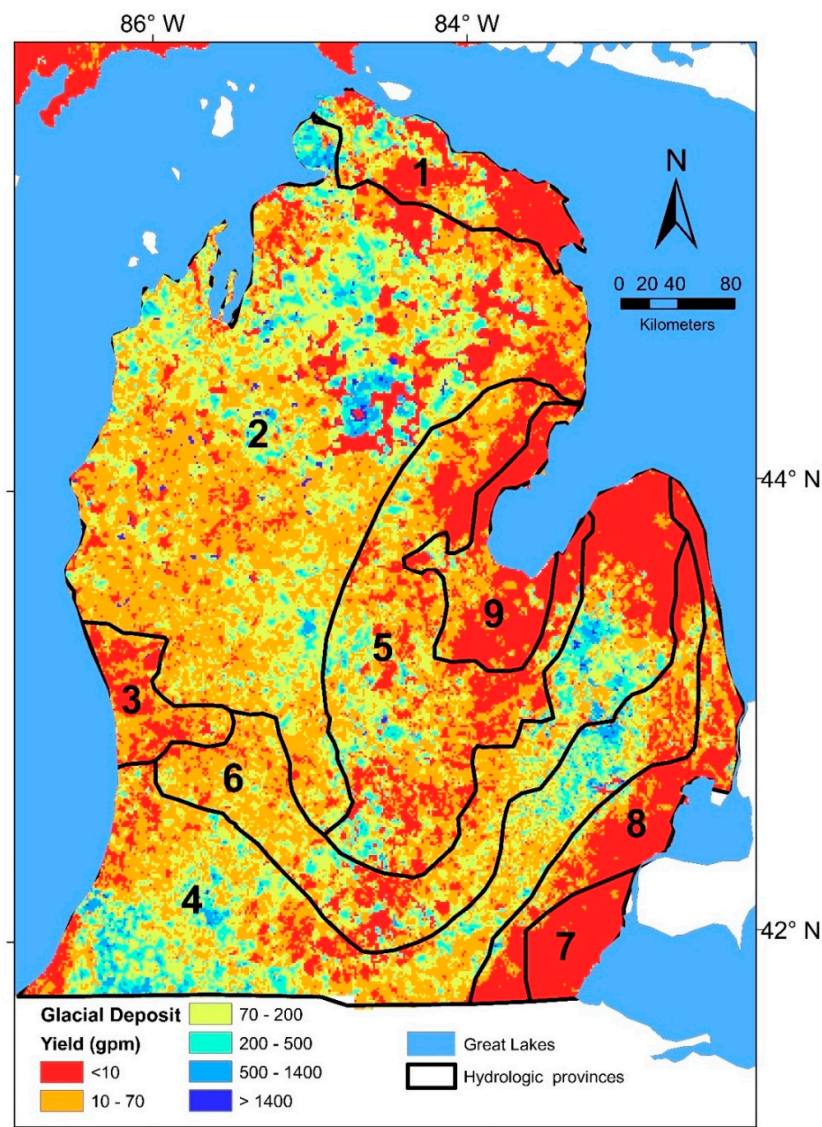 86° W 84° W
1
N
0 20 40 80
Kilometers
2
44° N
9
5
3
6
8
4
42° N
7
Glacial Deposit
Yield (gpm)
<10
10 - 70
70 - 200
200 - 500
500 - 1400
> 1400
Great Lakes
Hydrologic provinces